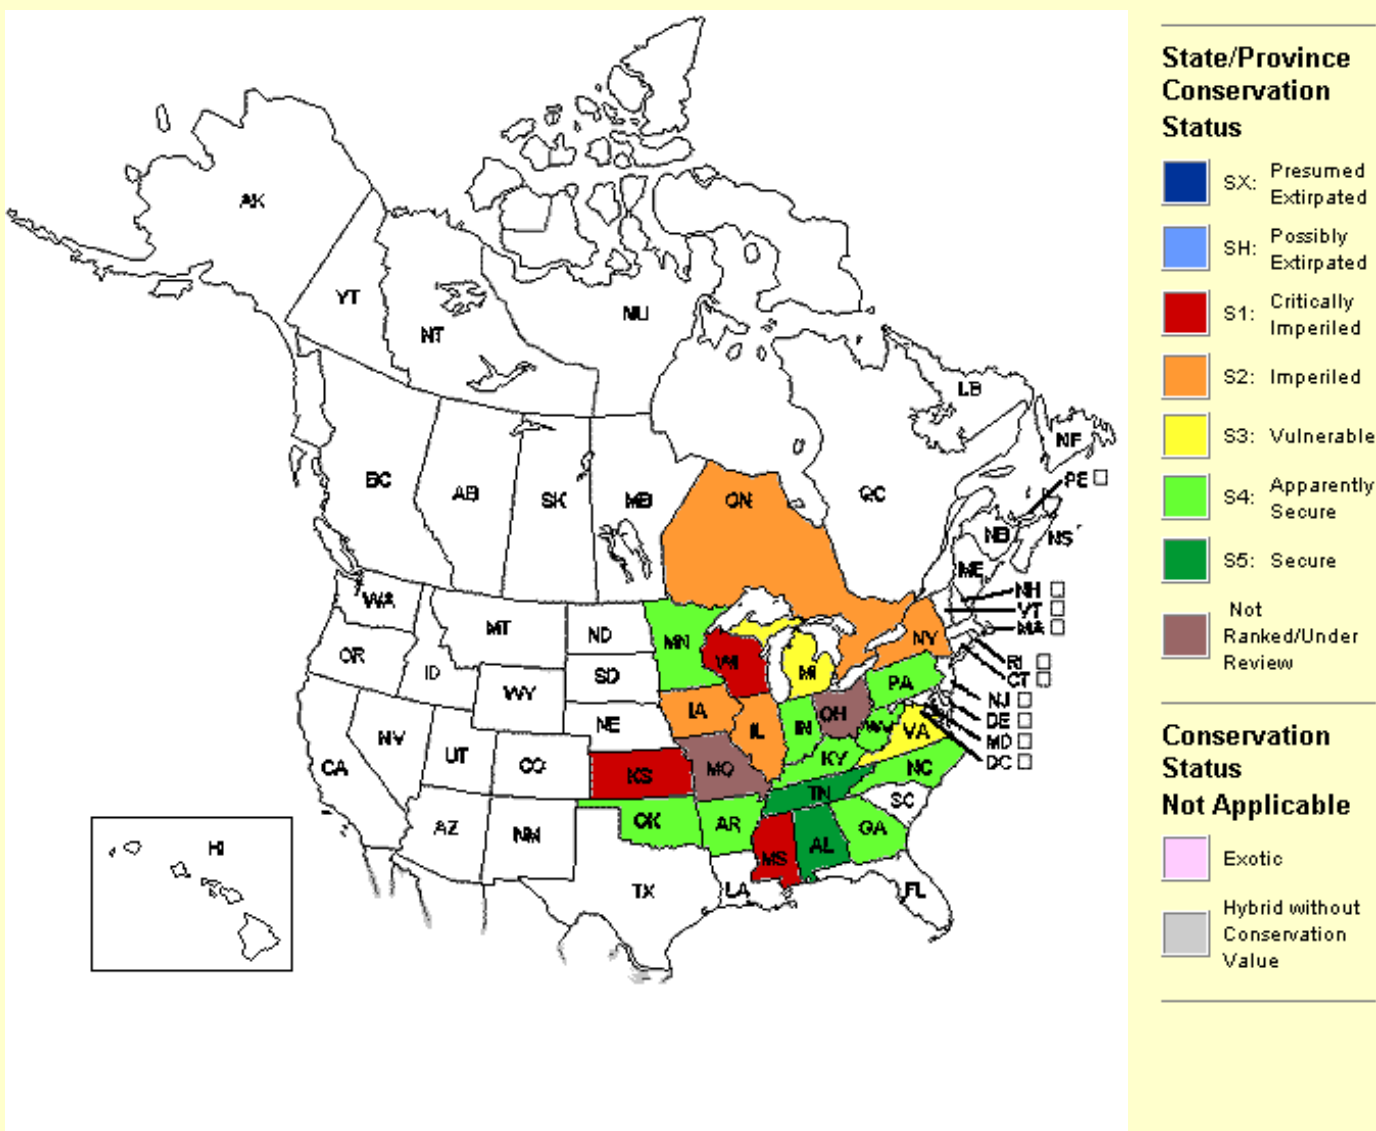 AK
YT
NT
NU
LB
NF
PE
BC
AB
SK
MB
ON
QC
NB
NS
ME
NH
VT
MA
RI
CT
NJ
DE
MD
DC
WA
OR
ID
MT
ND
SD
WY
NE
MN
WI
MI
NY
PA
IA
IL
IN
OH
WV
VA
CA
NV
UT
CO
KS
MO
KY
NC
TN
SC
AZ
NM
OK
AR
MS
AL
GA
TX
LA
FL
HI
State/Province
Conservation
Status
SX: Presumed
Extirpated
SH: Possibly
Extirpated
S1: Critically
Imperiled
S2: Imperiled
S3: Vulnerable
S4: Apparently
Secure
S5: Secure
Not
Ranked/Under
Review
Conservation
Status
Not Applicable
Exotic
Hybrid without
Conservation
Value